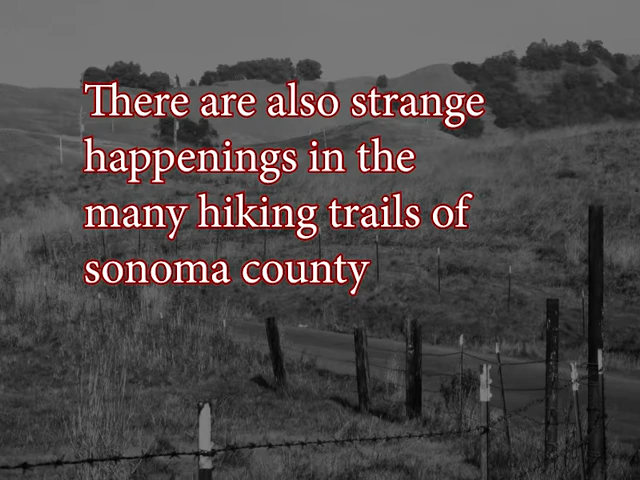 There are also strange
happenings in the
many hiking trails of
sonoma county